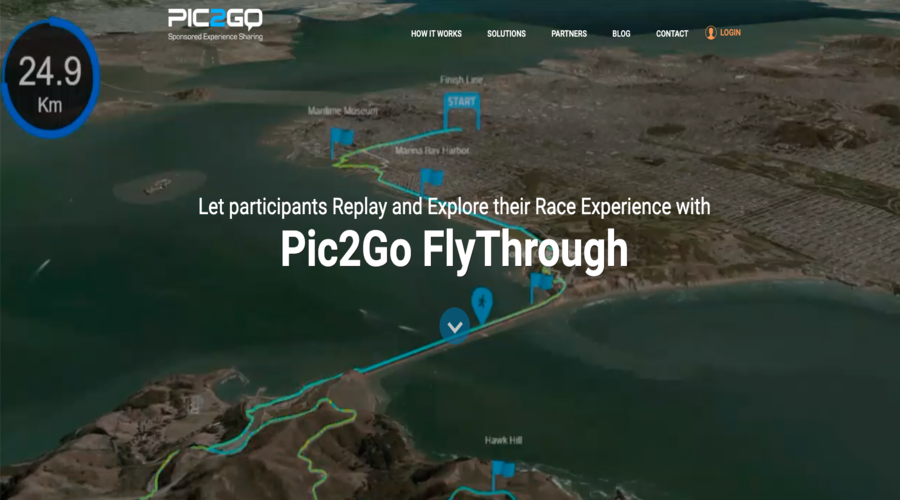 PIC2GO
Sponsored Experience Sharing
HOW IT WORKS
SOLUTIONS
PARTNERS
BLOG
CONTACT
LOGIN
24.9
Km
Finish Line
START
Maritime Museum
Marina Bay Harbor
Let participants Replay and Explore their Race Experience with
Pic2Go FlyThrough
Hawk Hill